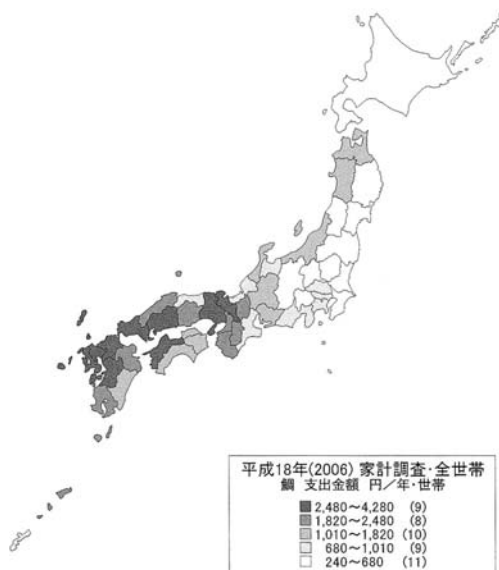 平成18年(2006) 家計調査･全世帯
鯛 支出金額 円／年･世帯
2,480～4,280 (9)
1,820～2,480 (8)
1,010～1,820 (10)
680～1,010 (9)
240～680 (11)